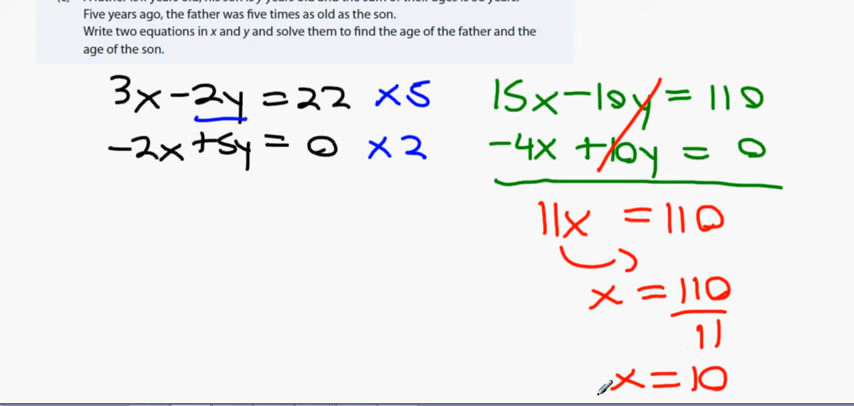 Five years ago, the father was five times as old as the son.
Write two equations in x and y and solve them to find the age of the father and the
age of the son.
3x-2y=22 x5
-2x+5y=0 x2
15x-10y=110
-4x+10y=0
11x =110
x=110
11
x=10